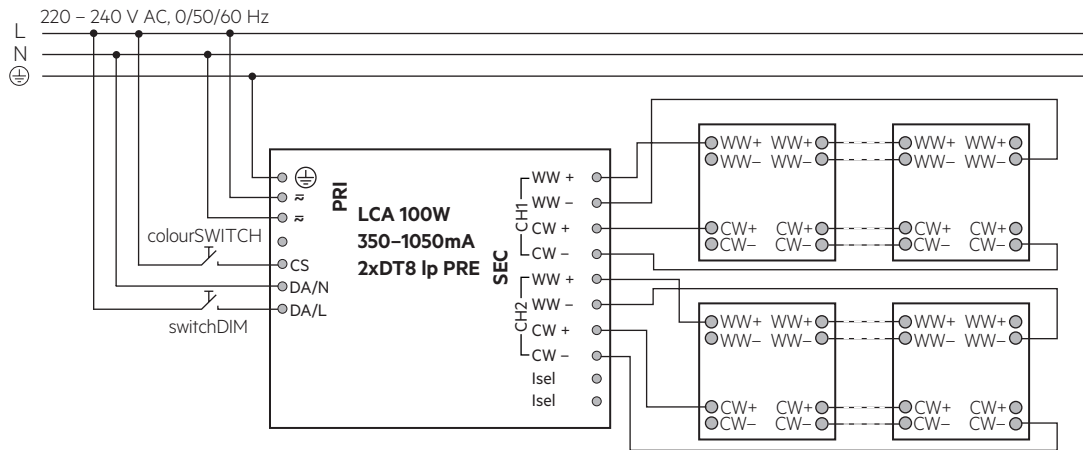 220 – 240 V AC, 0/50/60 Hz
L
N
PRI
LCA 100W
350–1050mA
2xDT8 lp PRE
SEC
colourSWITCH
CS
DA/N
DA/L
switchDIM
CH1
WW +
WW –
CW +
CW –
CH2
WW +
WW –
CW +
CW –
Isel
Isel
WW+ WW+ WW+ WW+
WW– WW– WW– WW–
CW+ CW+ CW+ CW+
CW– CW– CW– CW–
WW+ WW+ WW+ WW+
WW– WW– WW– WW–
CW+ CW+ CW+ CW+
CW– CW– CW– CW–